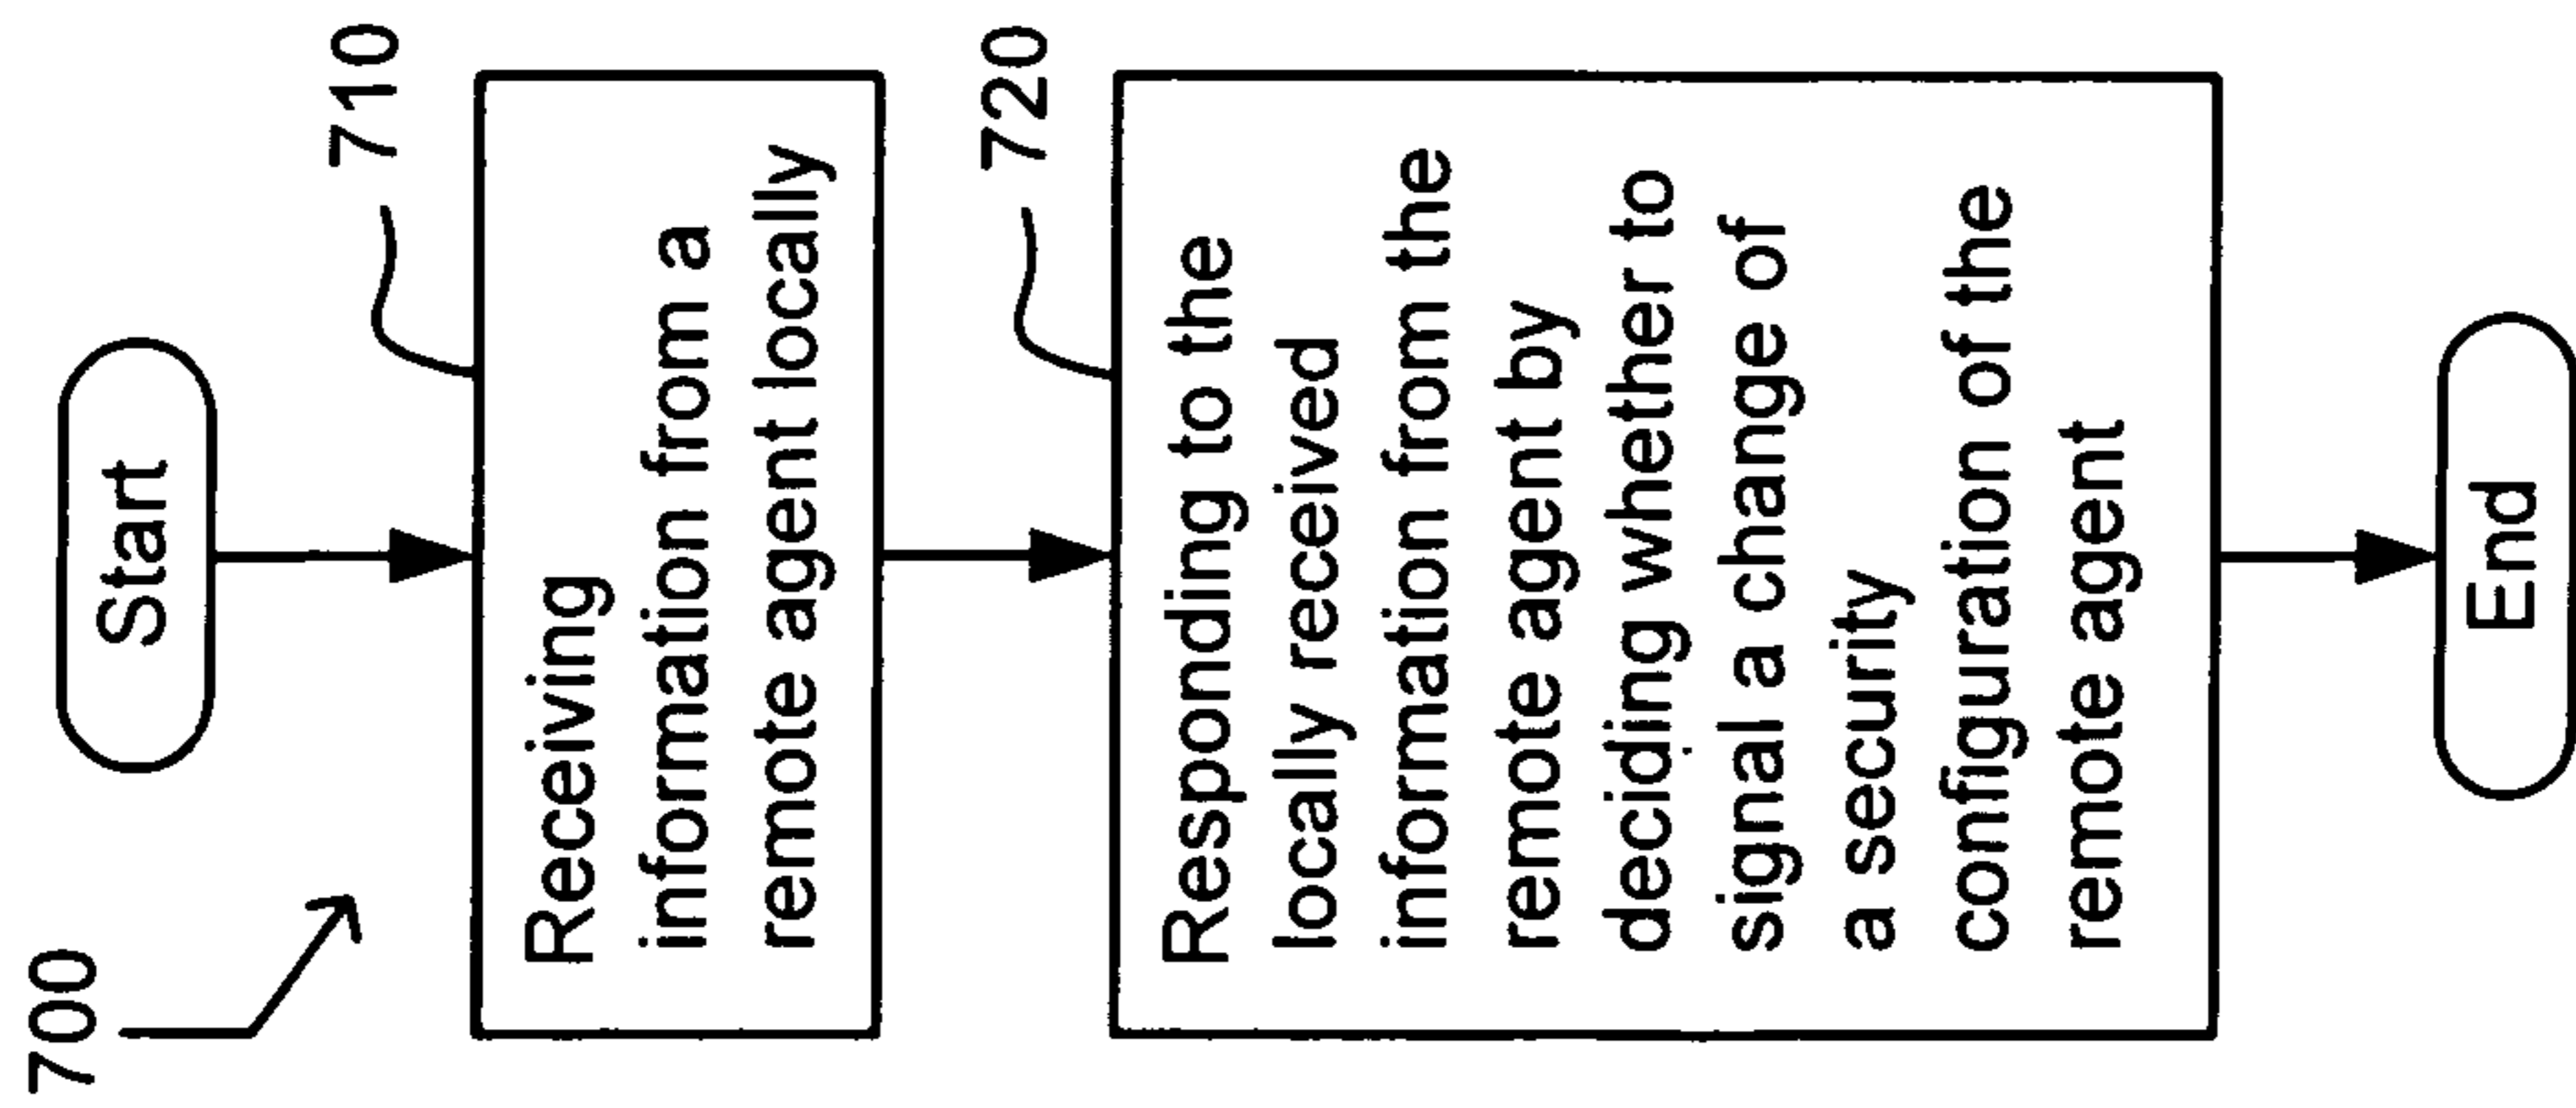 700
Start
710
Receiving
information from a
remote agent locally
720
Responding to the
locally received
information from the
remote agent by
deciding whether to
signal a change of
a security
configuration of the
remote agent
End